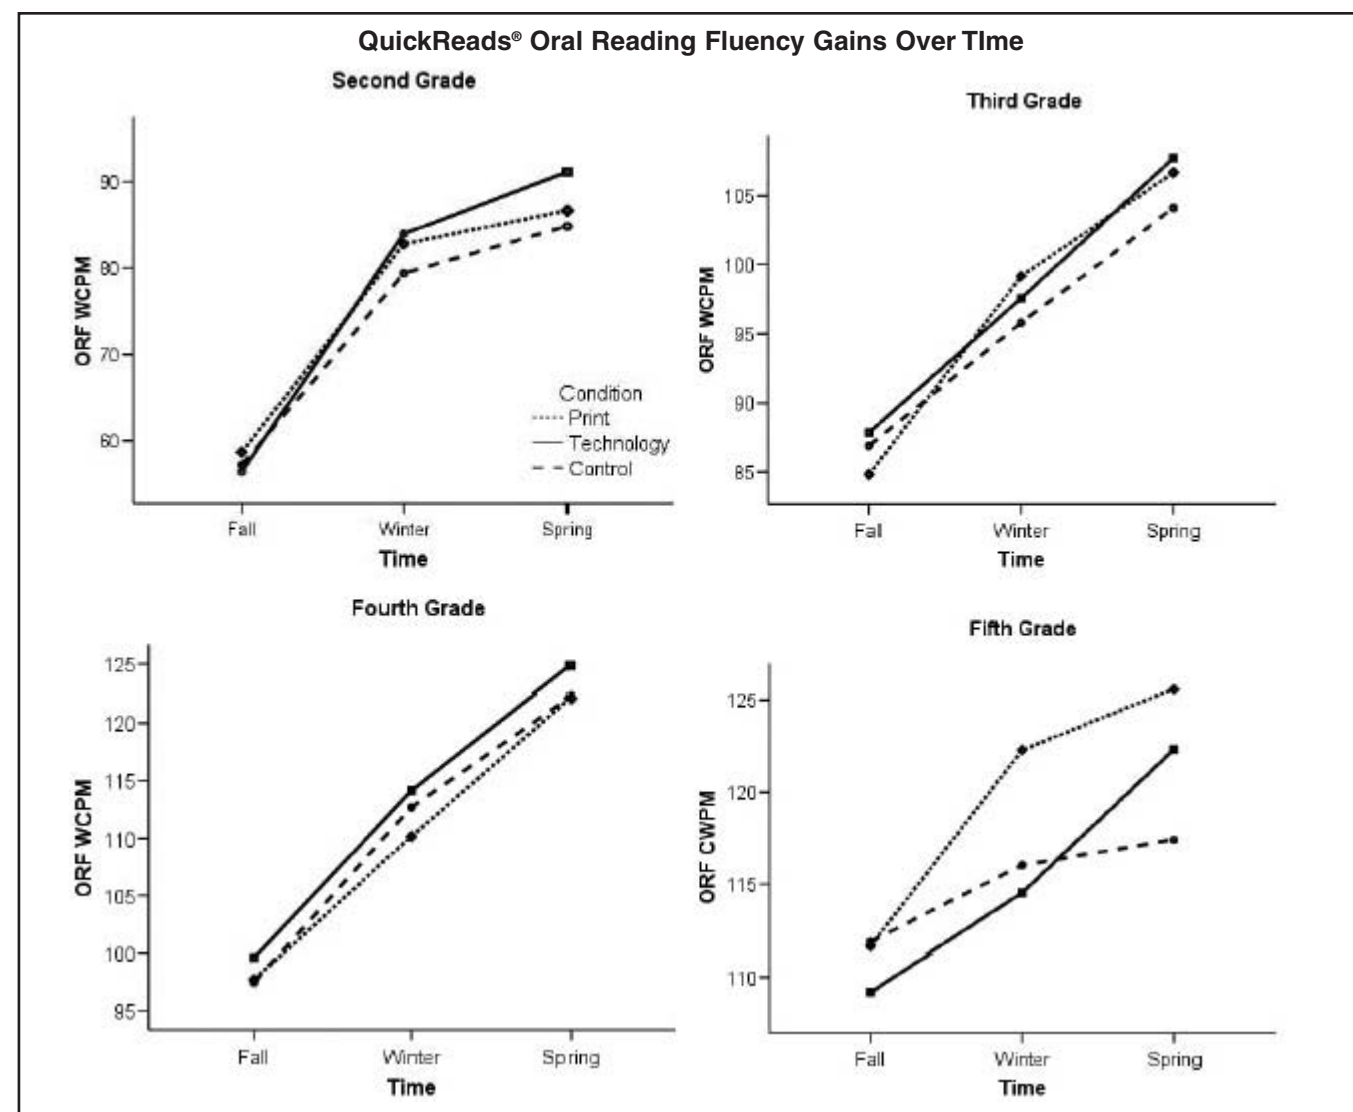 QuickReads® Oral Reading Fluency Gains Over TIme
Second Grade
90
80
70
60
ORF WCPM
Condition
Print
Technology
Control
Fall Winter Spring
Time
Third Grade
105
100
95
90
85
ORF WCPM
Fall Winter Spring
Time
Fourth Grade
125
120
115
110
105
100
95
ORF WCPM
Fall Winter Spring
Time
Fifth Grade
125
120
115
110
ORF CWPM
Fall Winter Spring
Time